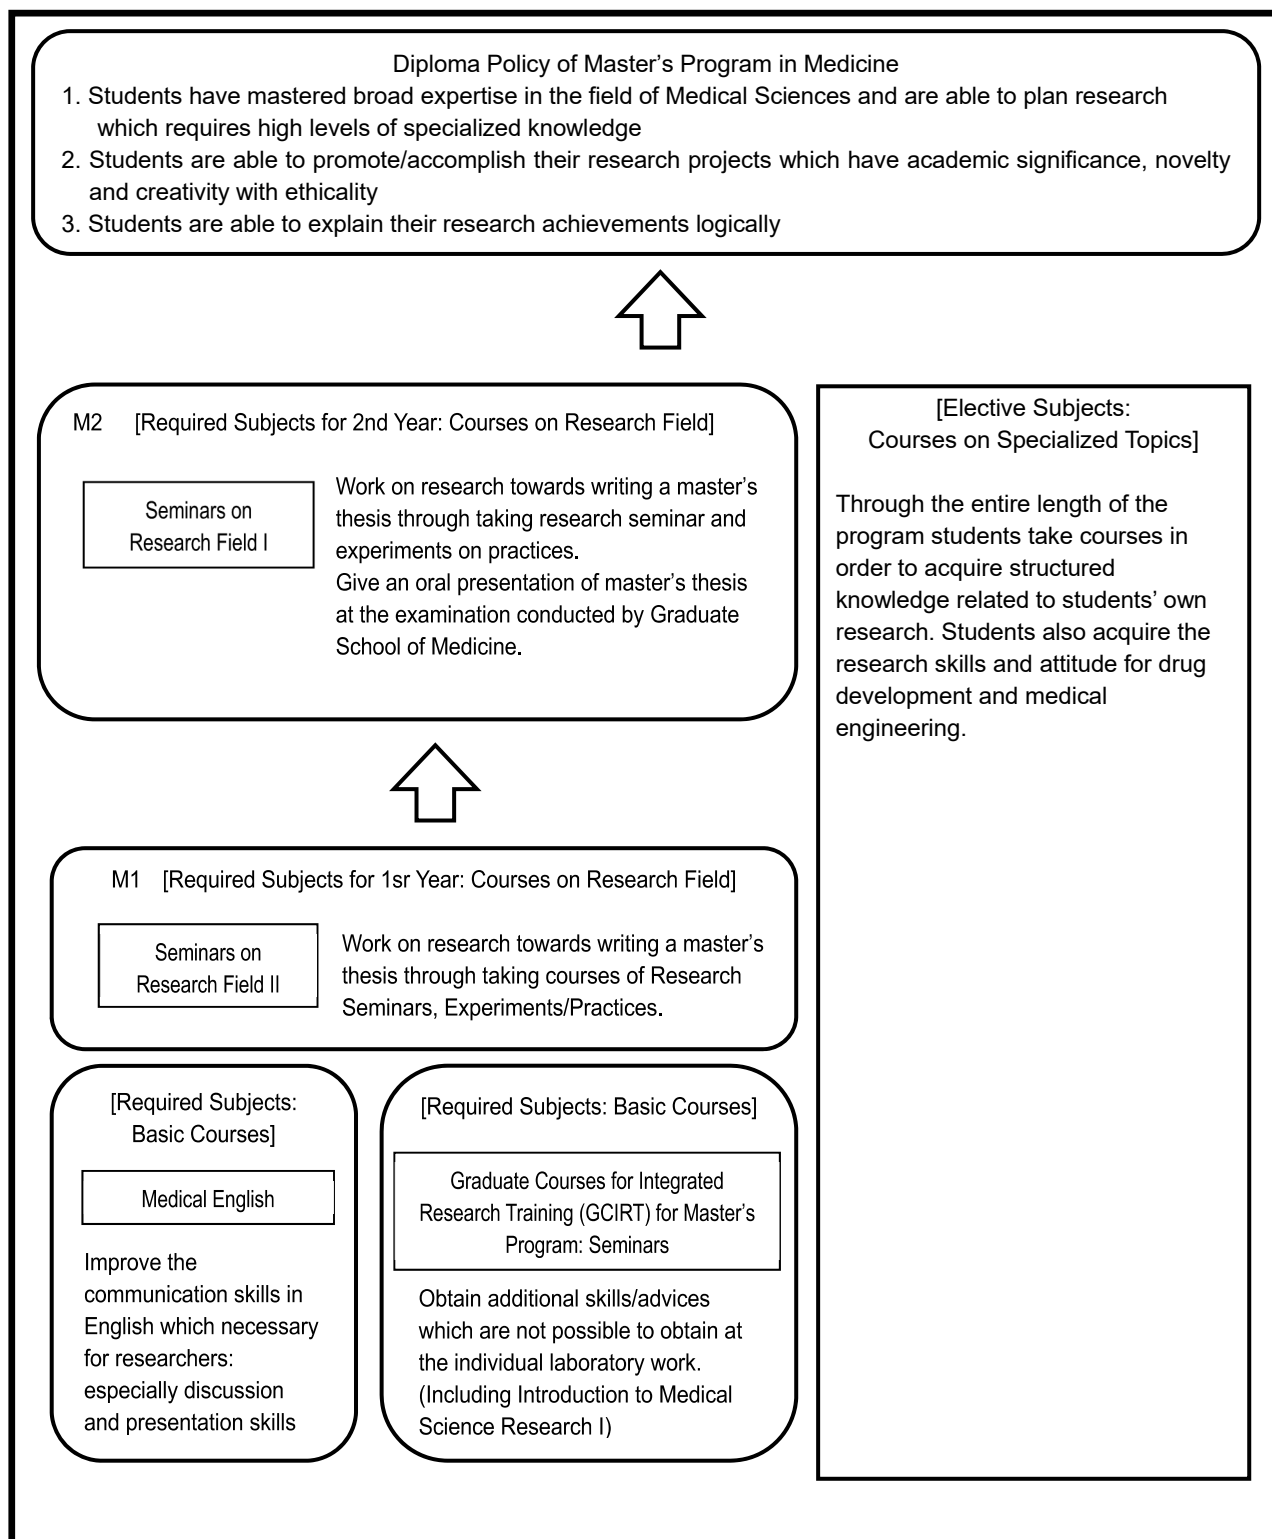 Diploma Policy of Master’s Program in Medicine
1. Students have mastered broad expertise in the field of Medical Sciences and are able to plan research
which requires high levels of specialized knowledge
2. Students are able to promote/accomplish their research projects which have academic significance, novelty
and creativity with ethicality
3. Students are able to explain their research achievements logically
M2 [Required Subjects for 2nd Year: Courses on Research Field]
Seminars on
Research Field I
Work on research towards writing a master’s
thesis through taking research seminar and
experiments on practices.
Give an oral presentation of master’s thesis
at the examination conducted by Graduate
School of Medicine.
[Elective Subjects:
Courses on Specialized Topics]
Through the entire length of the
program students take courses in
order to acquire structured
knowledge related to students’ own
research. Students also acquire the
research skills and attitude for drug
development and medical
engineering.
M1 [Required Subjects for 1sr Year: Courses on Research Field]
Seminars on
Research Field II
Work on research towards writing a master’s
thesis through taking courses of Research
Seminars, Experiments/Practices.
[Required Subjects:
Basic Courses]
Medical English
Improve the
communication skills in
English which necessary
for researchers:
especially discussion
and presentation skills
[Required Subjects: Basic Courses]
Graduate Courses for Integrated
Research Training (GCIRT) for Master’s
Program: Seminars
Obtain additional skills/advices
which are not possible to obtain at
the individual laboratory work.
(Including Introduction to Medical
Science Research I)